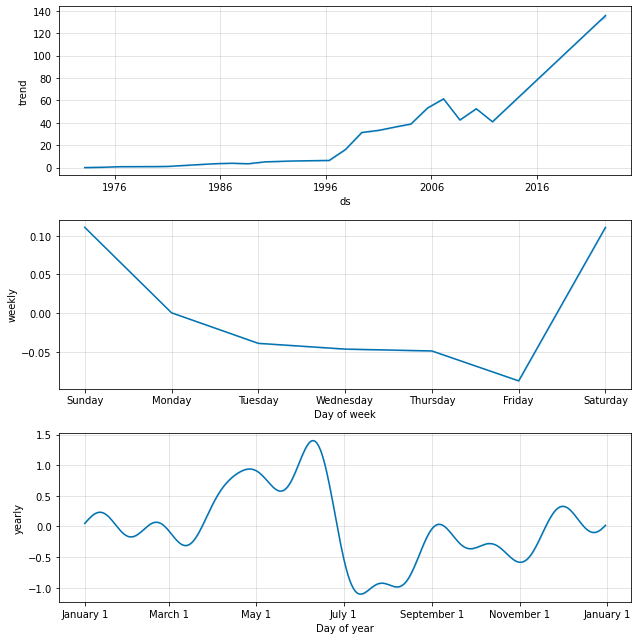 140
120
100
80
60
40
20
0
trend
1976 1986 1996 2006 2016
ds
0.10
0.05
0.00
−0.05
weekly
Sunday Monday Tuesday Wednesday Thursday Friday Saturday
Day of week
1.5
1.0
0.5
0.0
−0.5
−1.0
yearly
January 1 March 1 May 1 July 1 September 1 November 1 January 1
Day of year